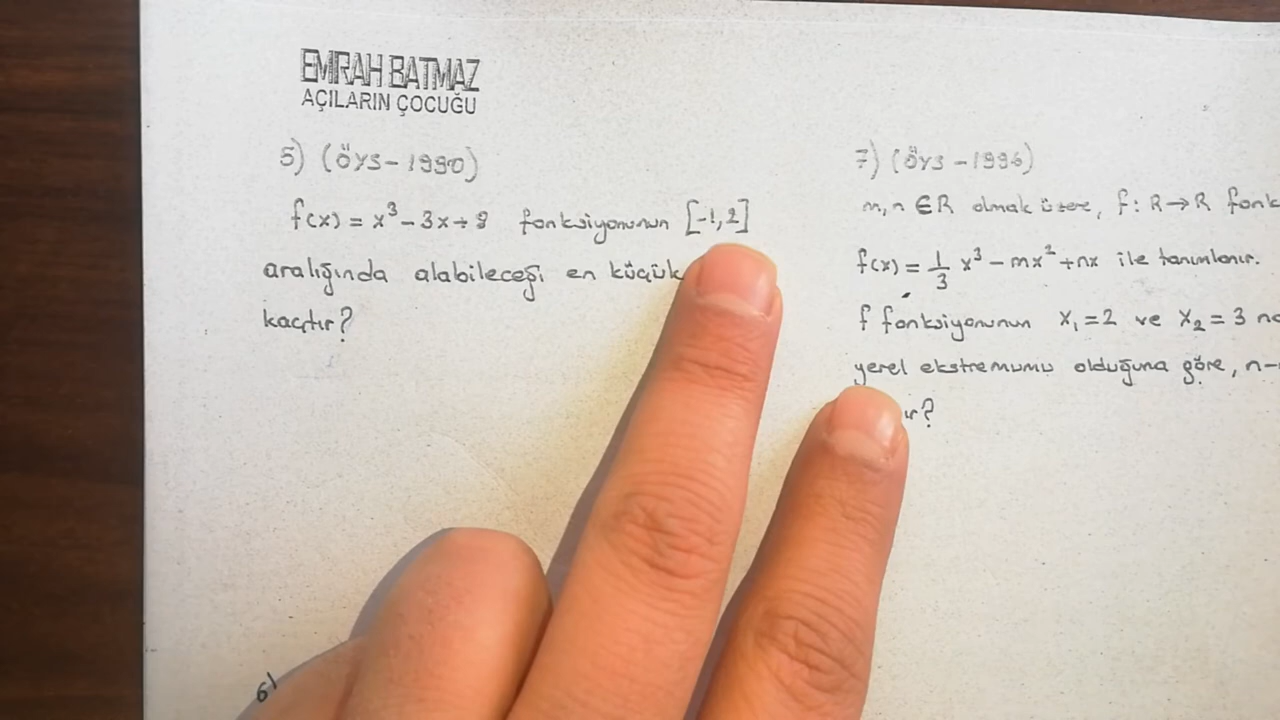 EMRAH BATMAZ
AÇILARIN ÇOCUĞU
5) (ÖYS-1990)
f(x) = x³ - 3x + 8 fonksiyonunun [-1,2]
aralığında alabileceği en küçük
kaçtır?
7) (ÖYS-1996)
m,n ∈ R olmak üzere, f: R→R
f(x) = 1/3 x³ - mx² + nx ile tanımlanır.
f fonksiyonunun x₁=2 ve x₂=3
yerel ekstremumu olduğuna göre, n-
6)